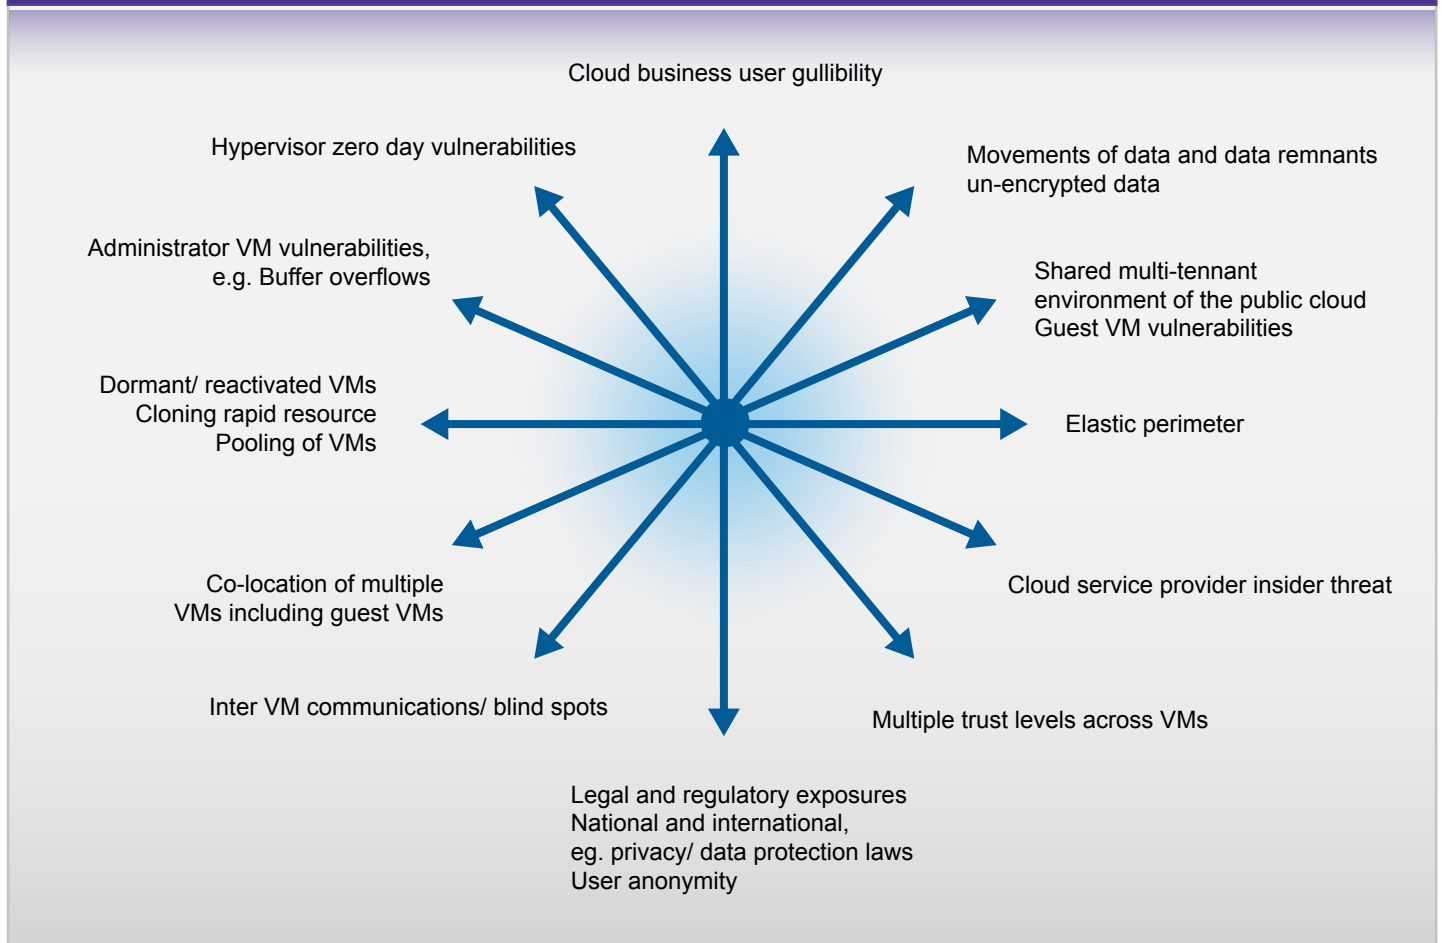 Cloud business user gullibility
Hypervisor zero day vulnerabilities
Movements of data and data remnants
un-encrypted data
Administrator VM vulnerabilities,
e.g. Buffer overflows
Shared multi-tennant
environment of the public cloud
Guest VM vulnerabilities
Dormant/ reactivated VMs
Cloning rapid resource
Pooling of VMs
Elastic perimeter
Co-location of multiple
VMs including guest VMs
Cloud service provider insider threat
Inter VM communications/ blind spots
Multiple trust levels across VMs
Legal and regulatory exposures
National and international,
eg. privacy/ data protection laws
User anonymity